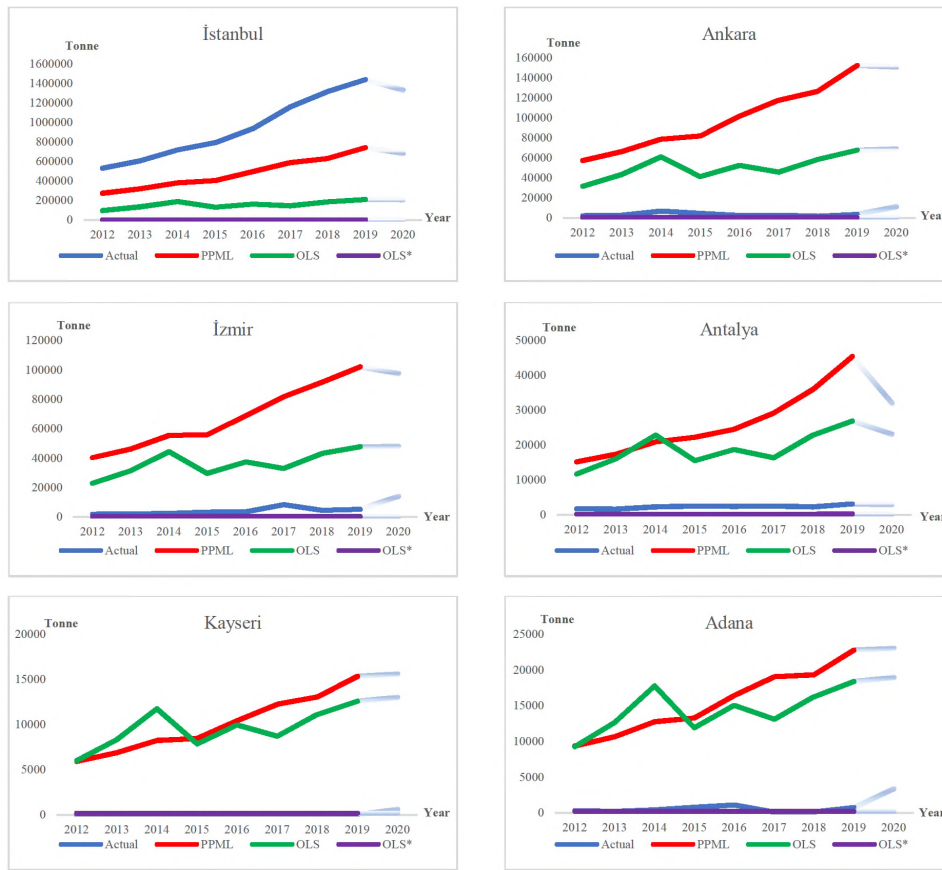 İstanbul
Tonne
1600000
1400000
1200000
1000000
800000
600000
400000
200000
0
Year
2012 2013 2014 2015 2016 2017 2018 2019 2020
Actual PPML OLS OLS*
Ankara
Tonne
160000
140000
120000
100000
80000
60000
40000
20000
0
Year
2012 2013 2014 2015 2016 2017 2018 2019 2020
Actual PPML OLS OLS*
İzmir
Tonne
120000
100000
80000
60000
40000
20000
0
Year
2012 2013 2014 2015 2016 2017 2018 2019 2020
Actual PPML OLS OLS*
Antalya
Tonne
50000
40000
30000
20000
10000
0
Year
2012 2013 2014 2015 2016 2017 2018 2019 2020
Actual PPML OLS OLS*
Kayseri
Tonne
20000
15000
10000
5000
0
Year
2012 2013 2014 2015 2016 2017 2018 2019 2020
Actual PPML OLS OLS*
Adana
Tonne
25000
20000
15000
10000
5000
0
Year
2012 2013 2014 2015 2016 2017 2018 2019 2020
Actual PPML OLS OLS*